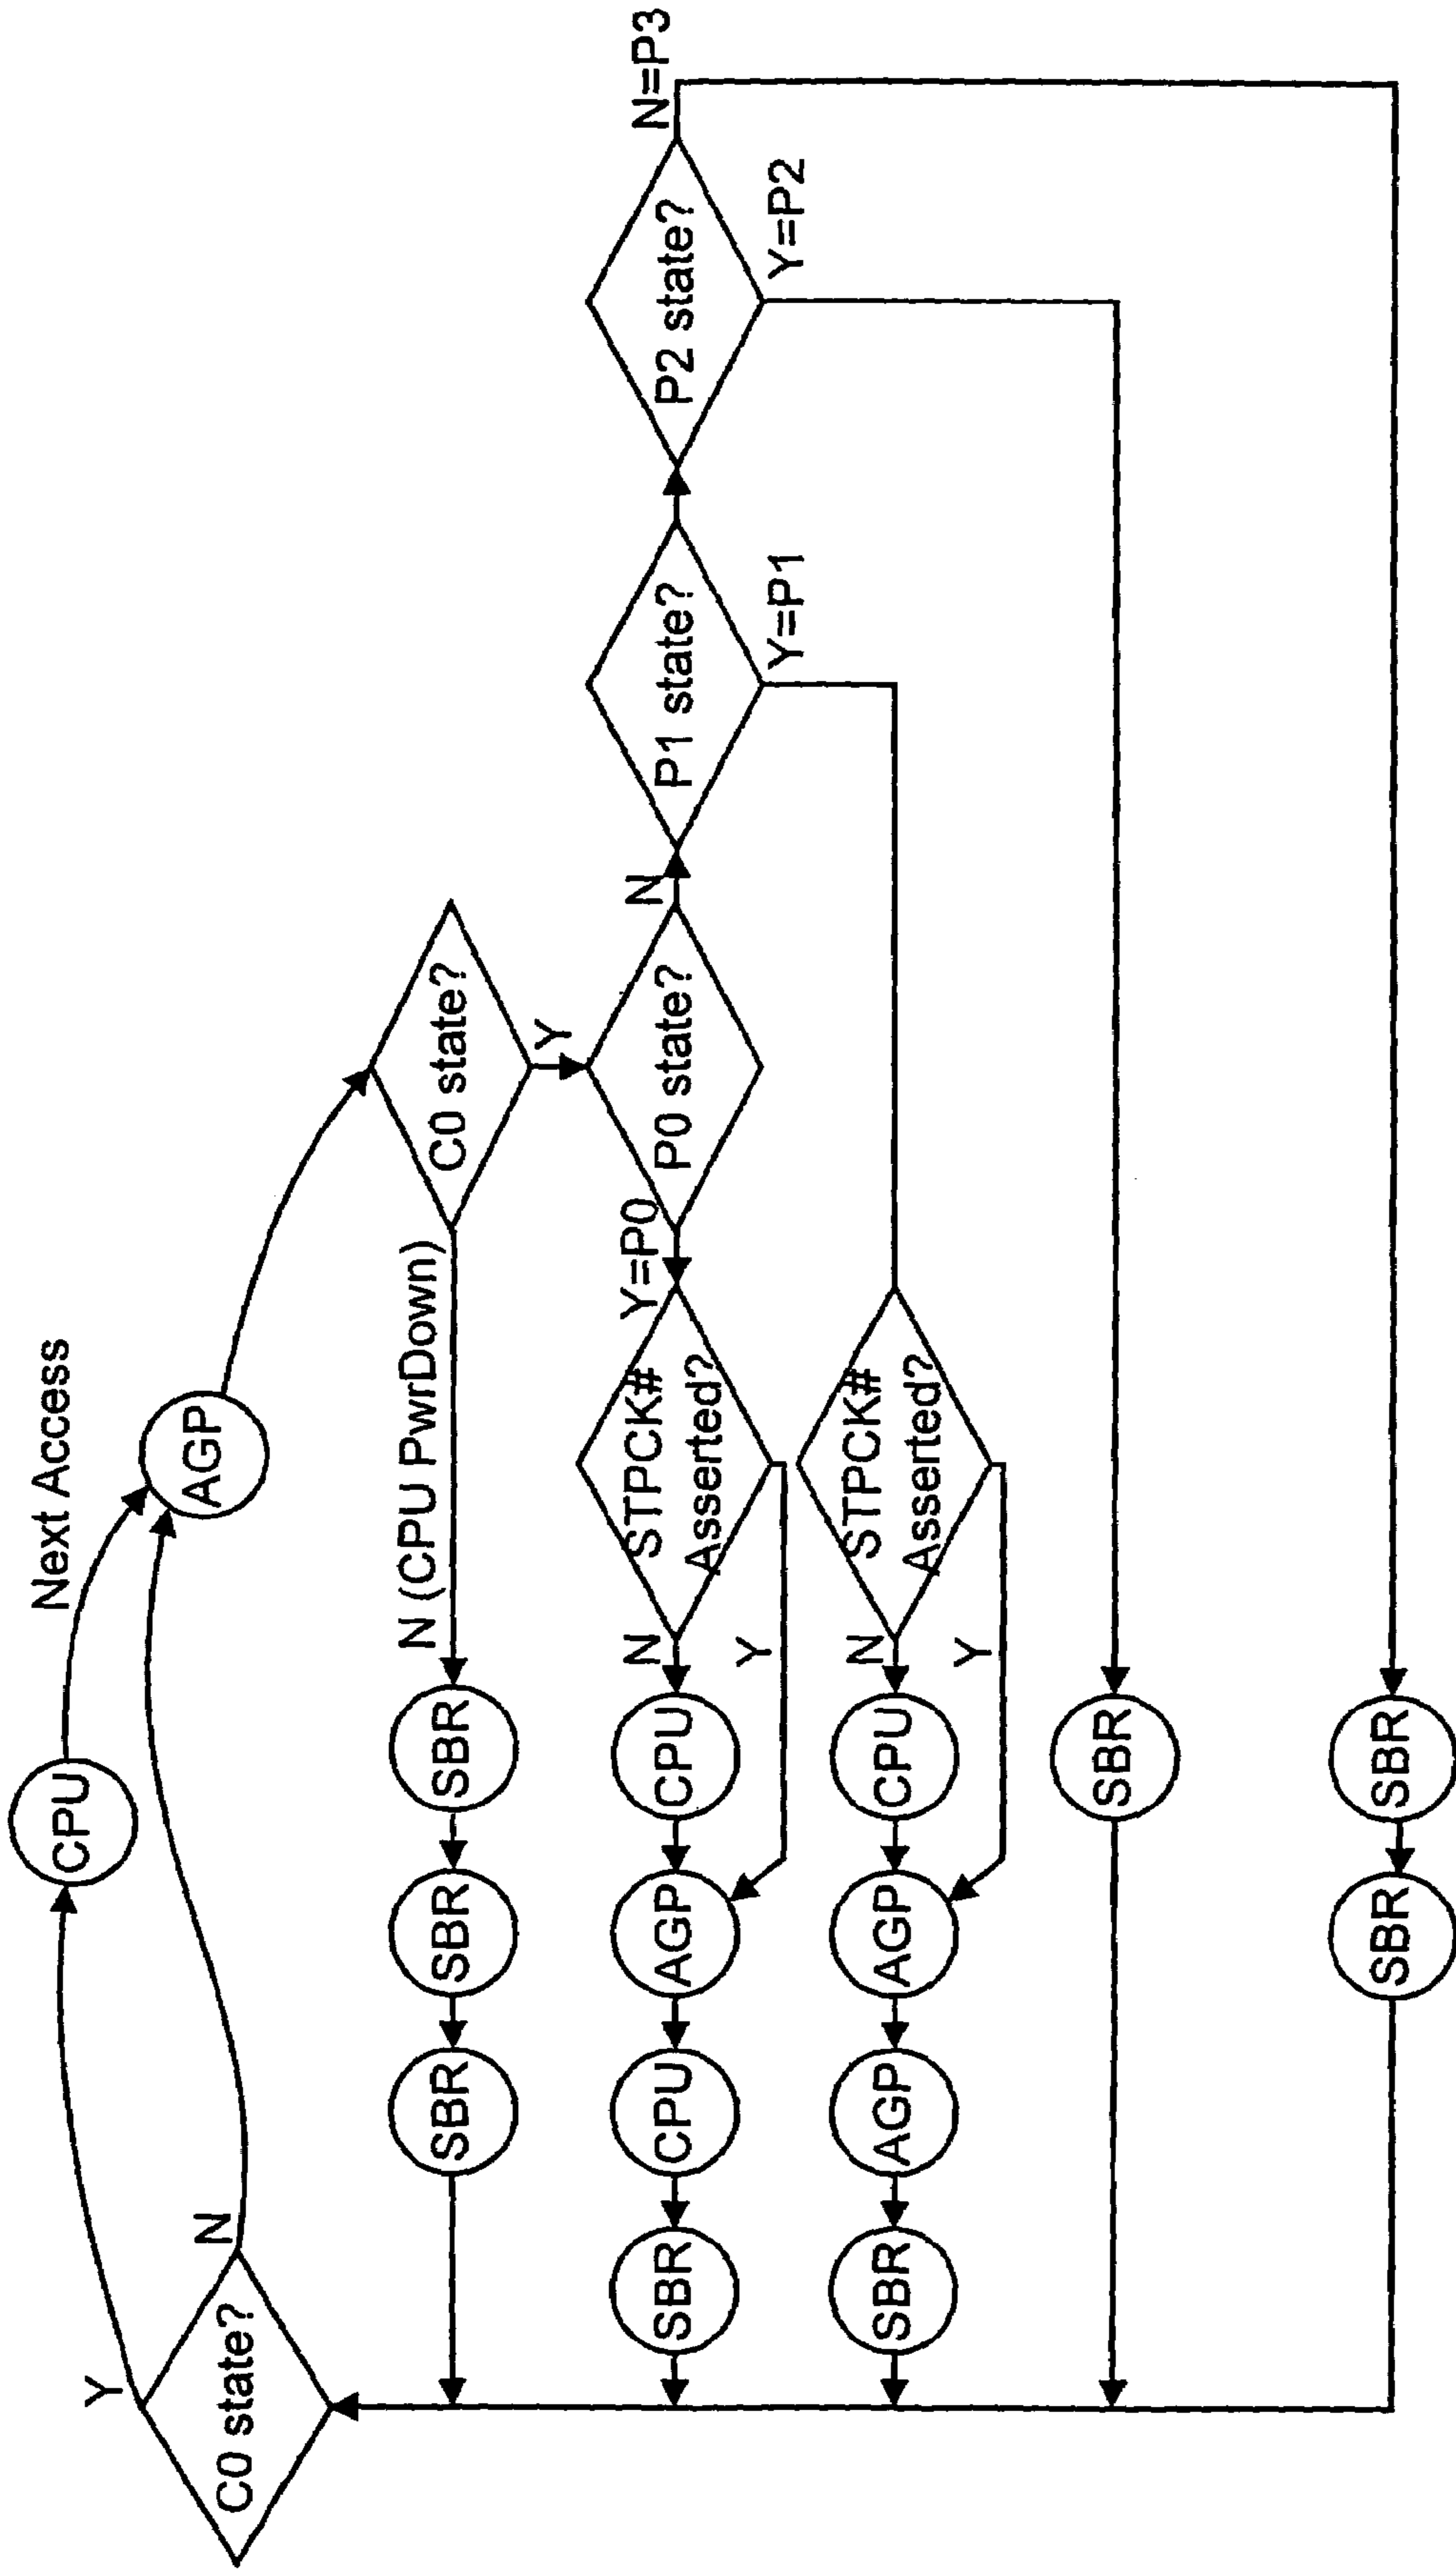 Next Access
CPU
Y
AGP
N
C0 state?
N (CPU PwrDown)
C0 state?
SBR
SBR
SBR
Y
N
Y=P0
N
N=P3
SBR
CPU
AGP
CPU
STPCK#
Asserted?
P0 state?
P1 state?
P2 state?
Y
Y=P1
Y=P2
N
SBR
AGP
AGP
CPU
STPCK#
Asserted?
Y
SBR
SBR
SBR